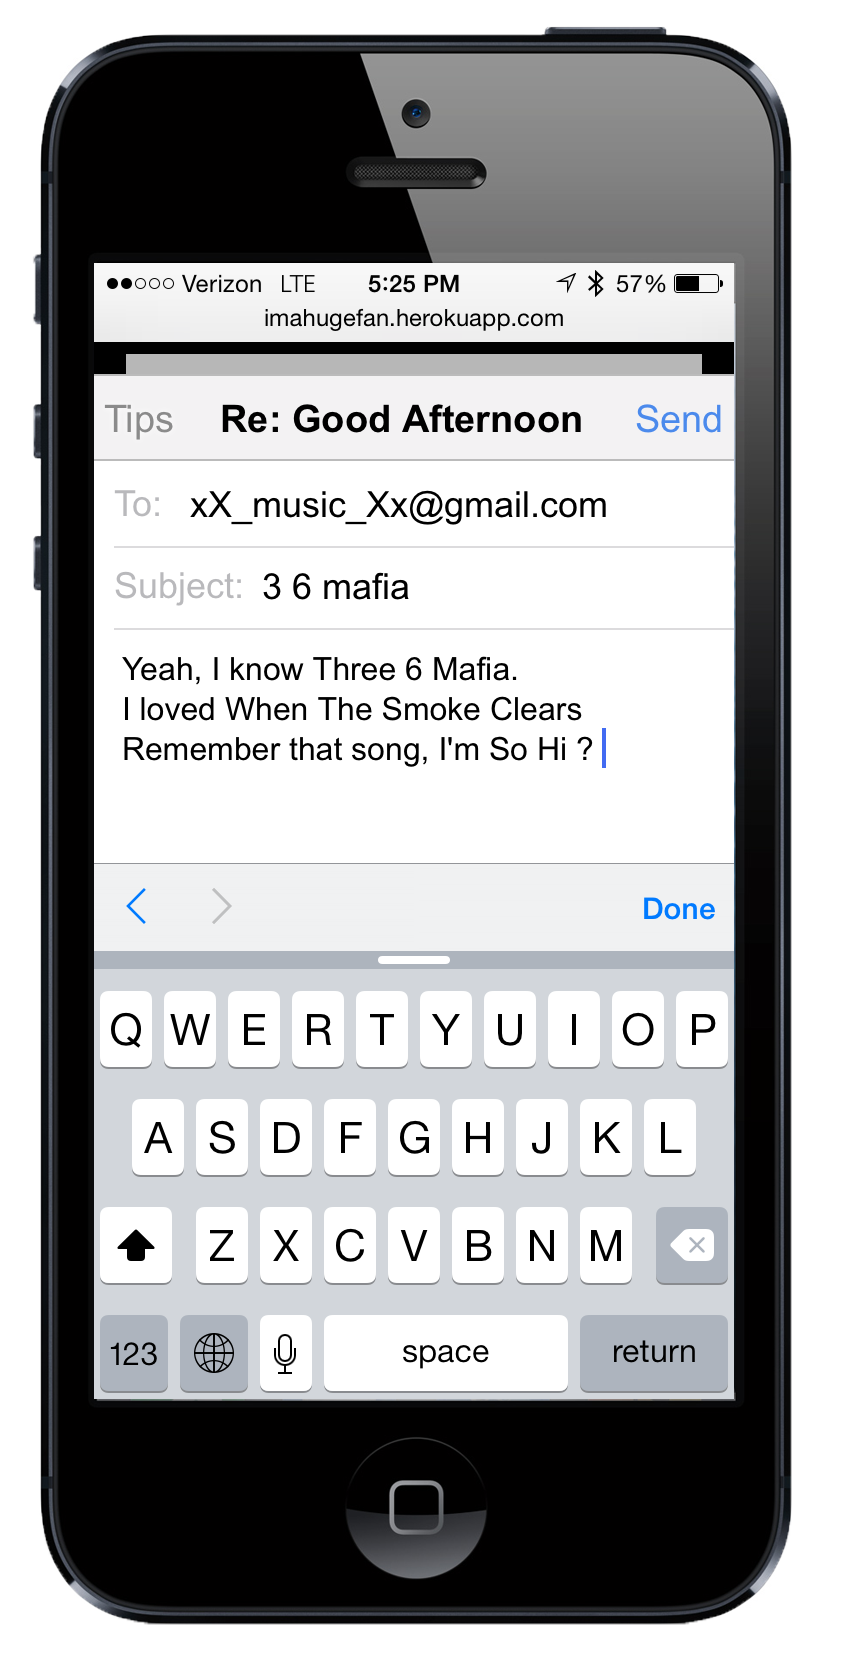 Verizon LTE 5:25 PM 57%
imahugefan.herokuapp.com
Tips Re: Good Afternoon Send
To: xX_music_Xx@gmail.com
Subject: 3 6 mafia
Yeah, I know Three 6 Mafia.
I loved When The Smoke Clears
Remember that song, I'm So Hi ?
Done
Q W E R T Y U I O P
A S D F G H J K L
Z X C V B N M
123 space return